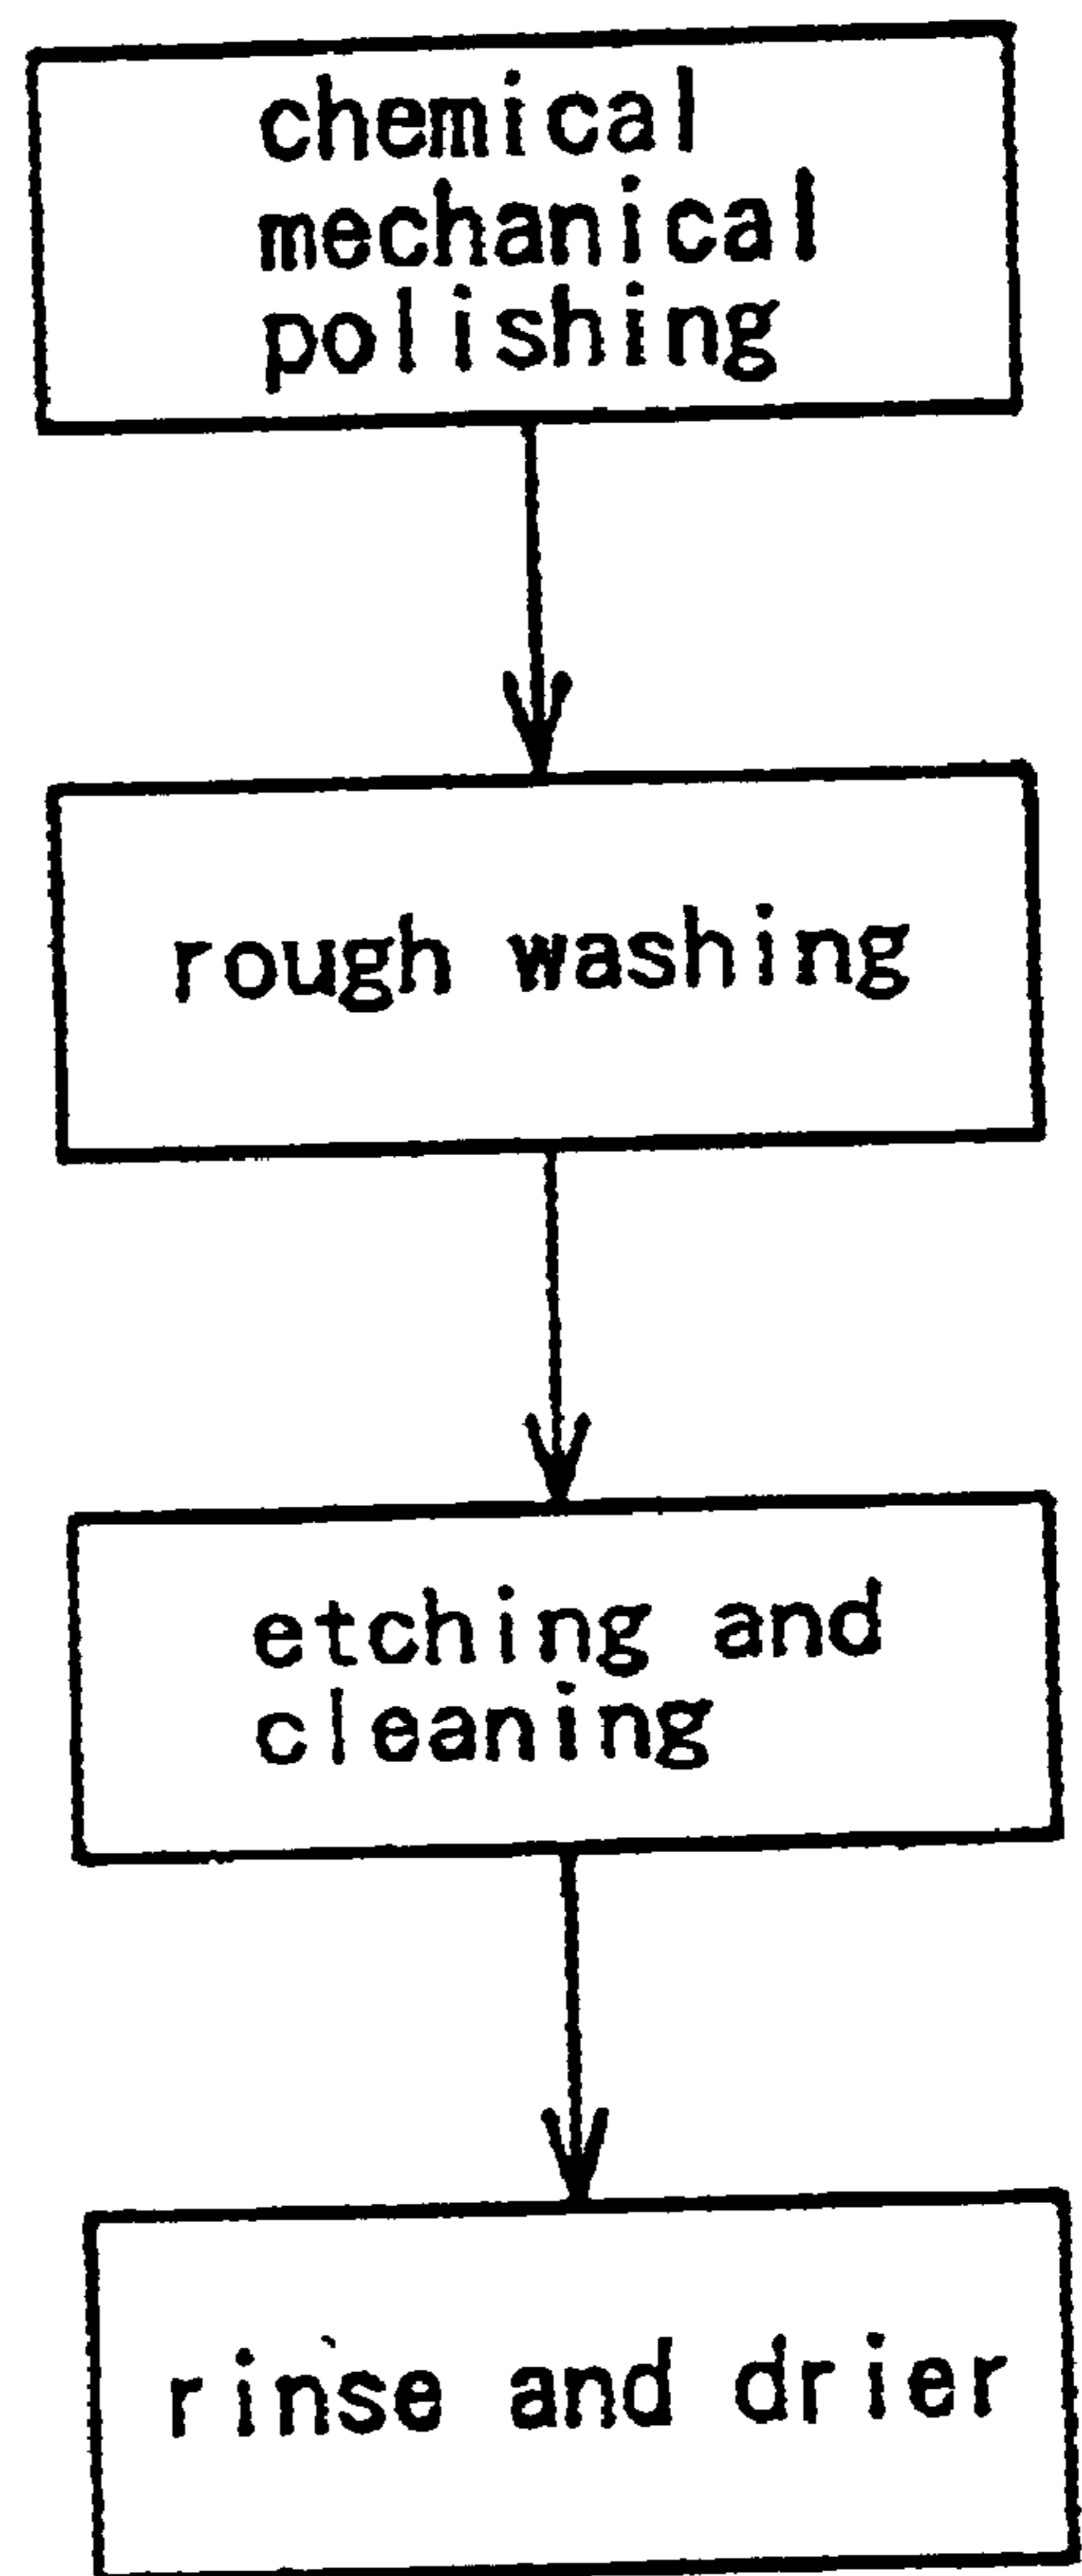 chemical
mechanical
polishing
rough washing
etching and
cleaning
rinse and drier